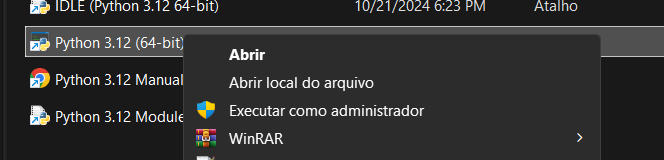 IDLE (Python 3.12 64-bit) 10/21/2024 6:23 PM Atalho
Python 3.12 (64-bit)
Abrir
Abrir local do arquivo
Python 3.12 Manual
Executar como administrador
Python 3.12 Module
WinRAR